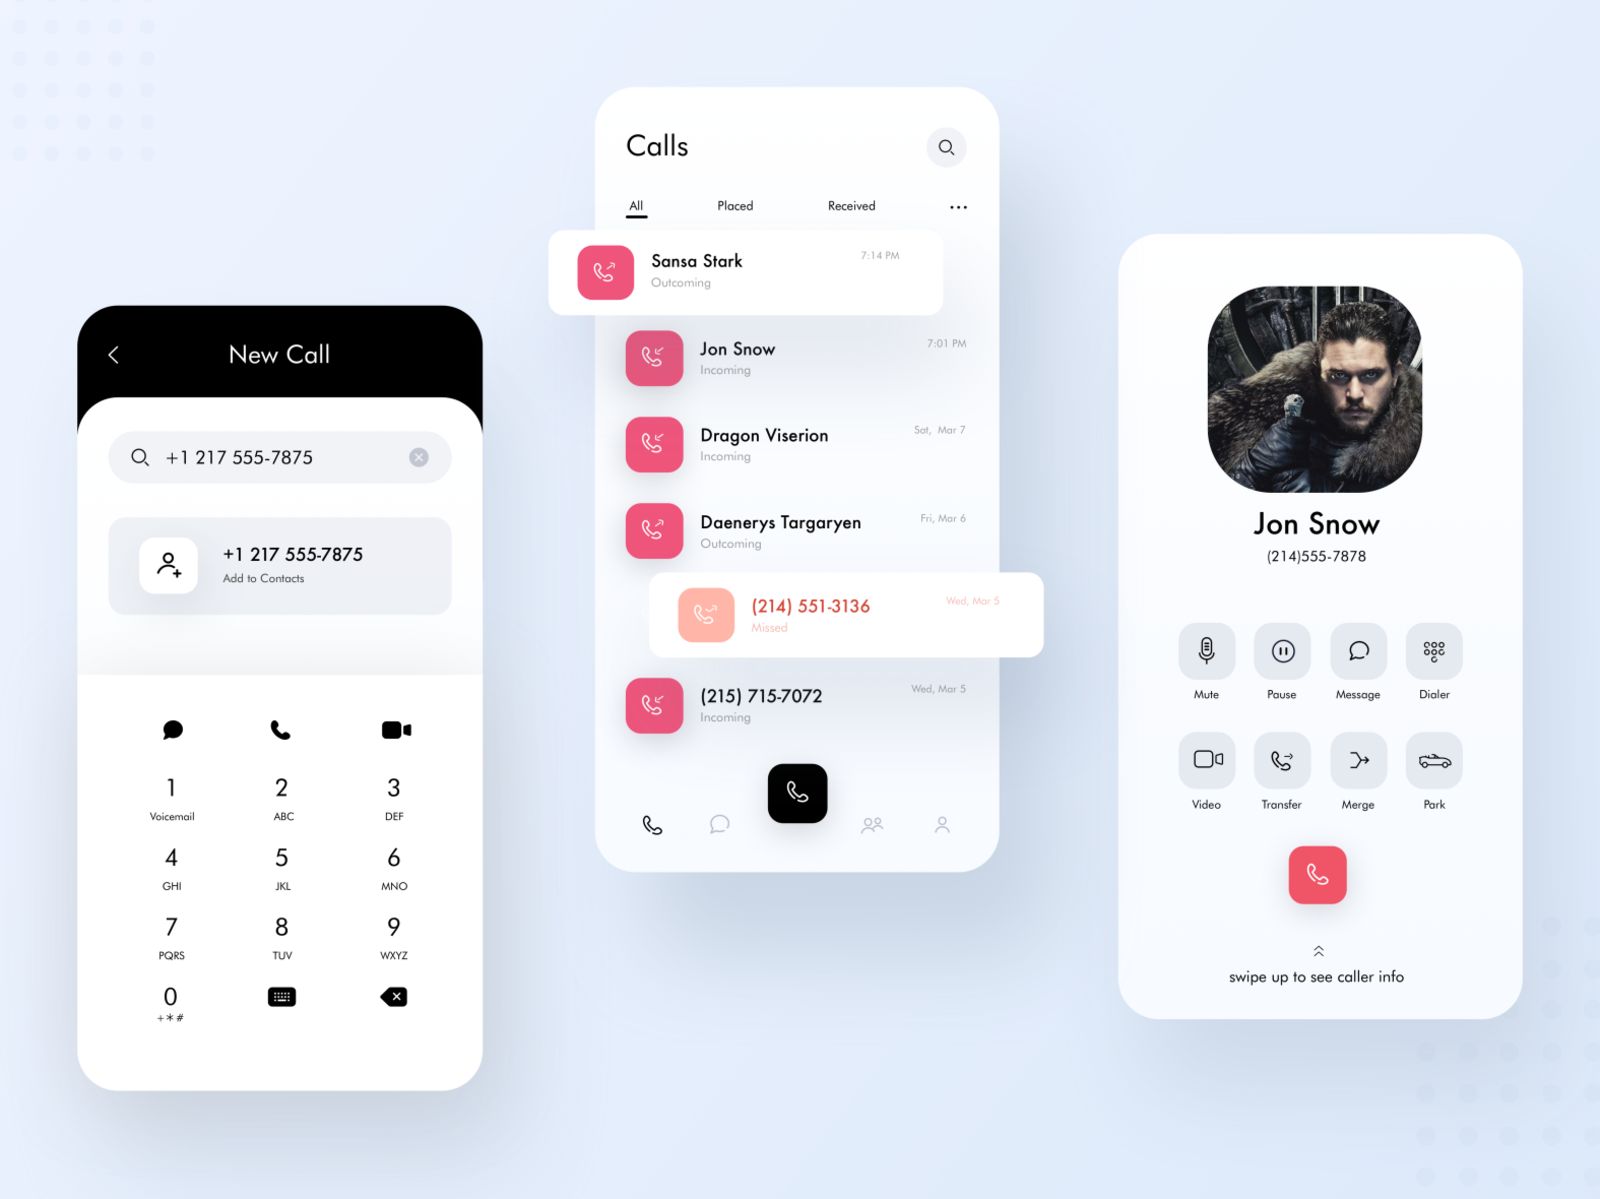 New Call
+1 217 555-7875
+1 217 555-7875
Add to Contacts
1
2
3
Voicemail
ABC
DEF
4
5
6
GHI
JKL
MNO
7
8
9
PQRS
TUV
WXYZ
0
+*#
Calls
All
Placed
Received
Sansa Stark
7:14 PM
Outcoming
Jon Snow
7:01 PM
Incoming
Dragon Viserion
Sat, Mar 7
Incoming
Daenerys Targaryen
Fri, Mar 6
Outcoming
(214) 551-3136
Wed, Mar 5
Missed
(215) 715-7072
Wed, Mar 5
Incoming
Jon Snow
(214)555-7878
Mute
Pause
Message
Dialer
Video
Transfer
Merge
Park
swipe up to see caller info